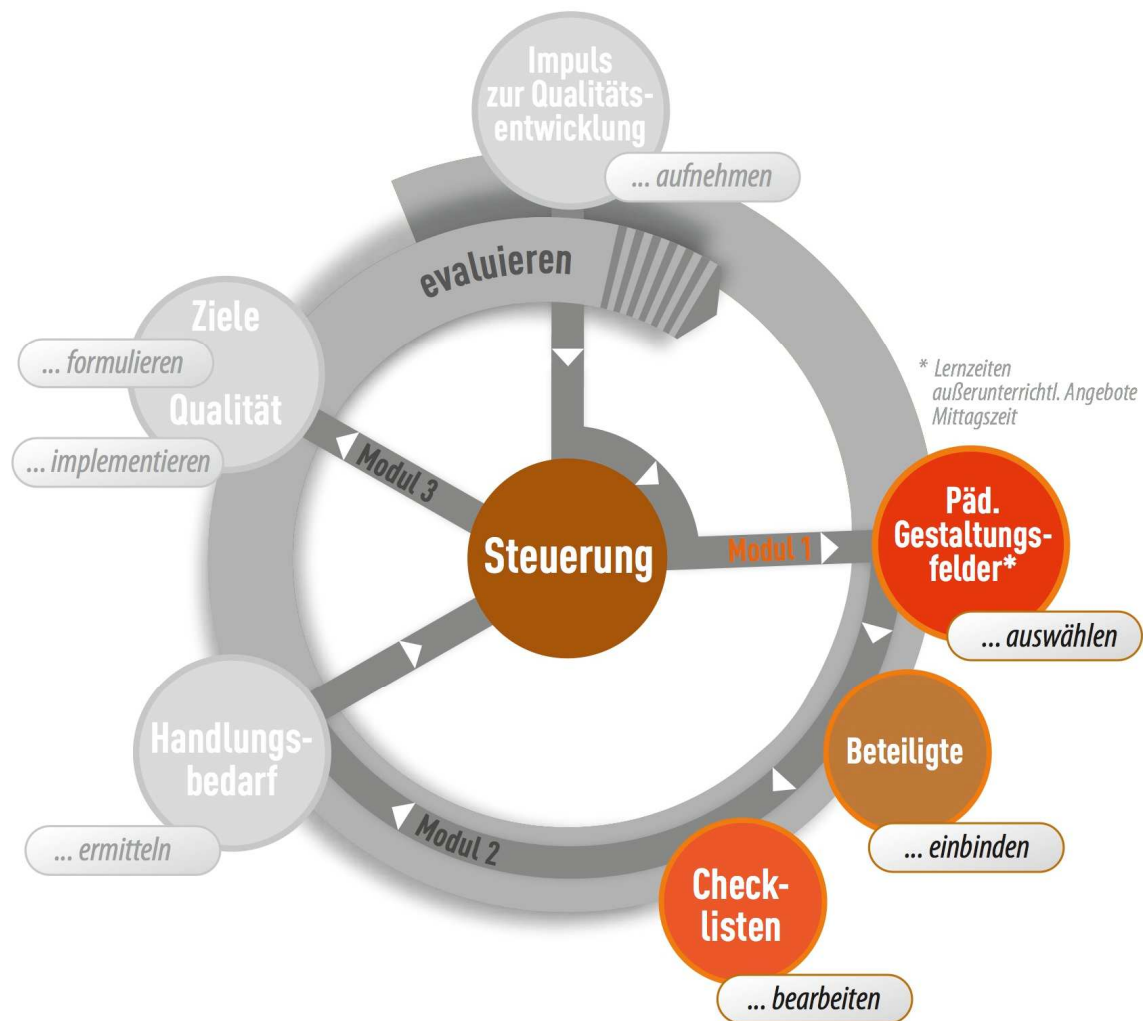 Impuls
zur Qualitäts-
entwicklung
... aufnehmen
evaluieren
Ziele
... formulieren
Qualität
... implementieren
Modul 3
* Lernzeiten
außerunterrichtl. Angebote
Mittagszeit
Steuerung
Modul 1
Päd.
Gestaltungs-
felder*
... auswählen
Handlungs-
bedarf
... ermitteln
Beteiligte
... einbinden
Modul 2
Check-
listen
... bearbeiten